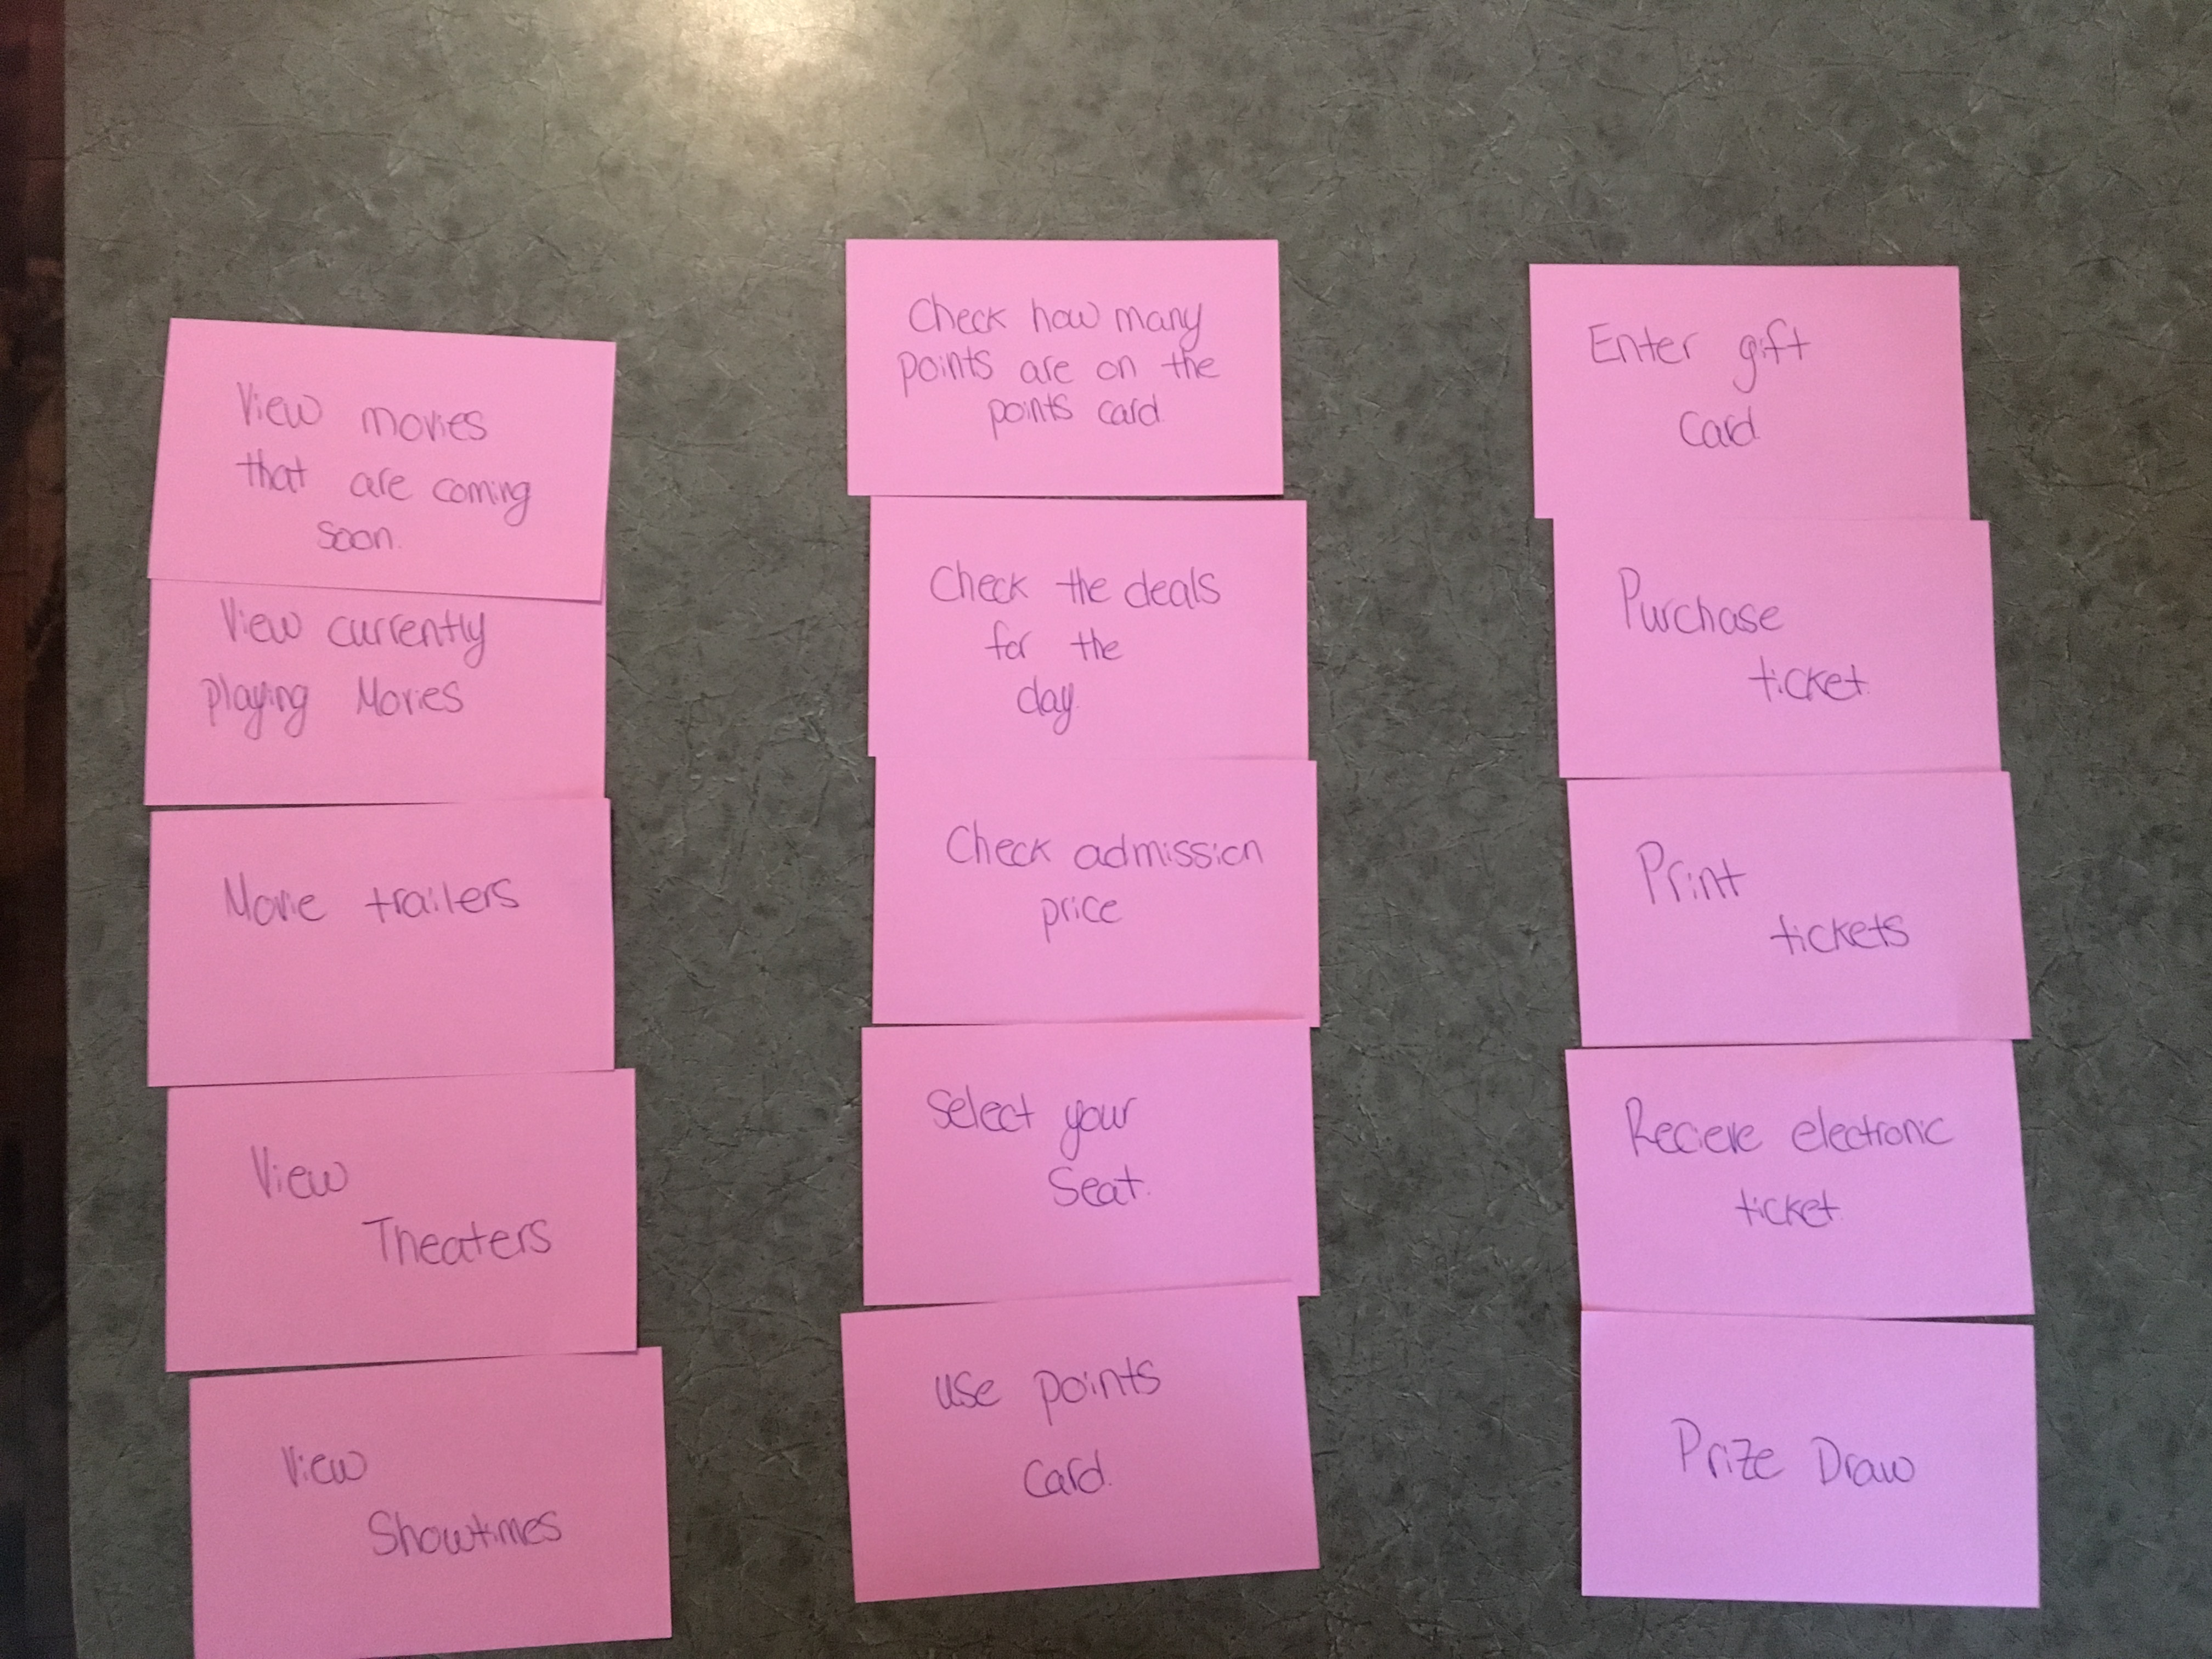 View movies
that are coming
soon.
View currently
playing Movies
Movie trailers
View
Theaters
View
Showtimes
Check how many
points are on the
points card.
Check the deals
for the
day.
Check admission
price
Select your
Seat.
use points
Card.
Enter gift
Card.
Purchase
ticket.
Print
tickets
Recieve electronic
ticket.
Prize Draw